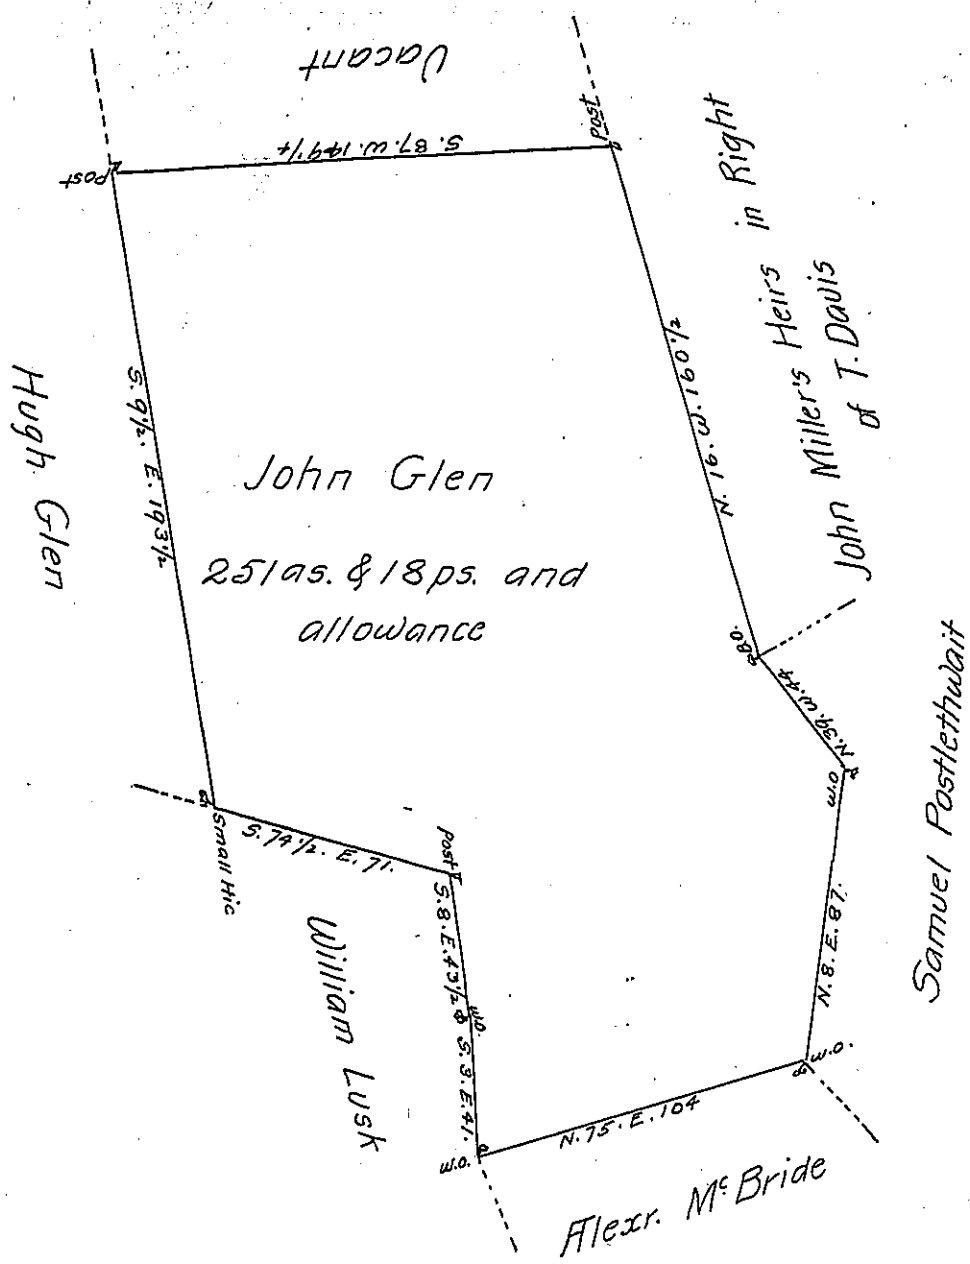 Vacant
Post
S. 87. W. 149 1/4
Post
John Miller's Heirs in Right
of T. Davis
N. 16. W. 160 1/2
Hugh Glen
S. 9 1/2. E. 193 1/2
John Glen
251 as. & 18 ps. and
allowance
B.O.
N. 39. W. 44
Samuel Postlethwait
W.O.
Small Hic
S. 74 1/2. E. 71.
Post
S. 8. E. 43 1/2 & S. 3. E. 41.
W.O.
N. 8. E. 87.
William Lusk
W.O.
W.O.
N. 75. E. 104
Alexr. McBride